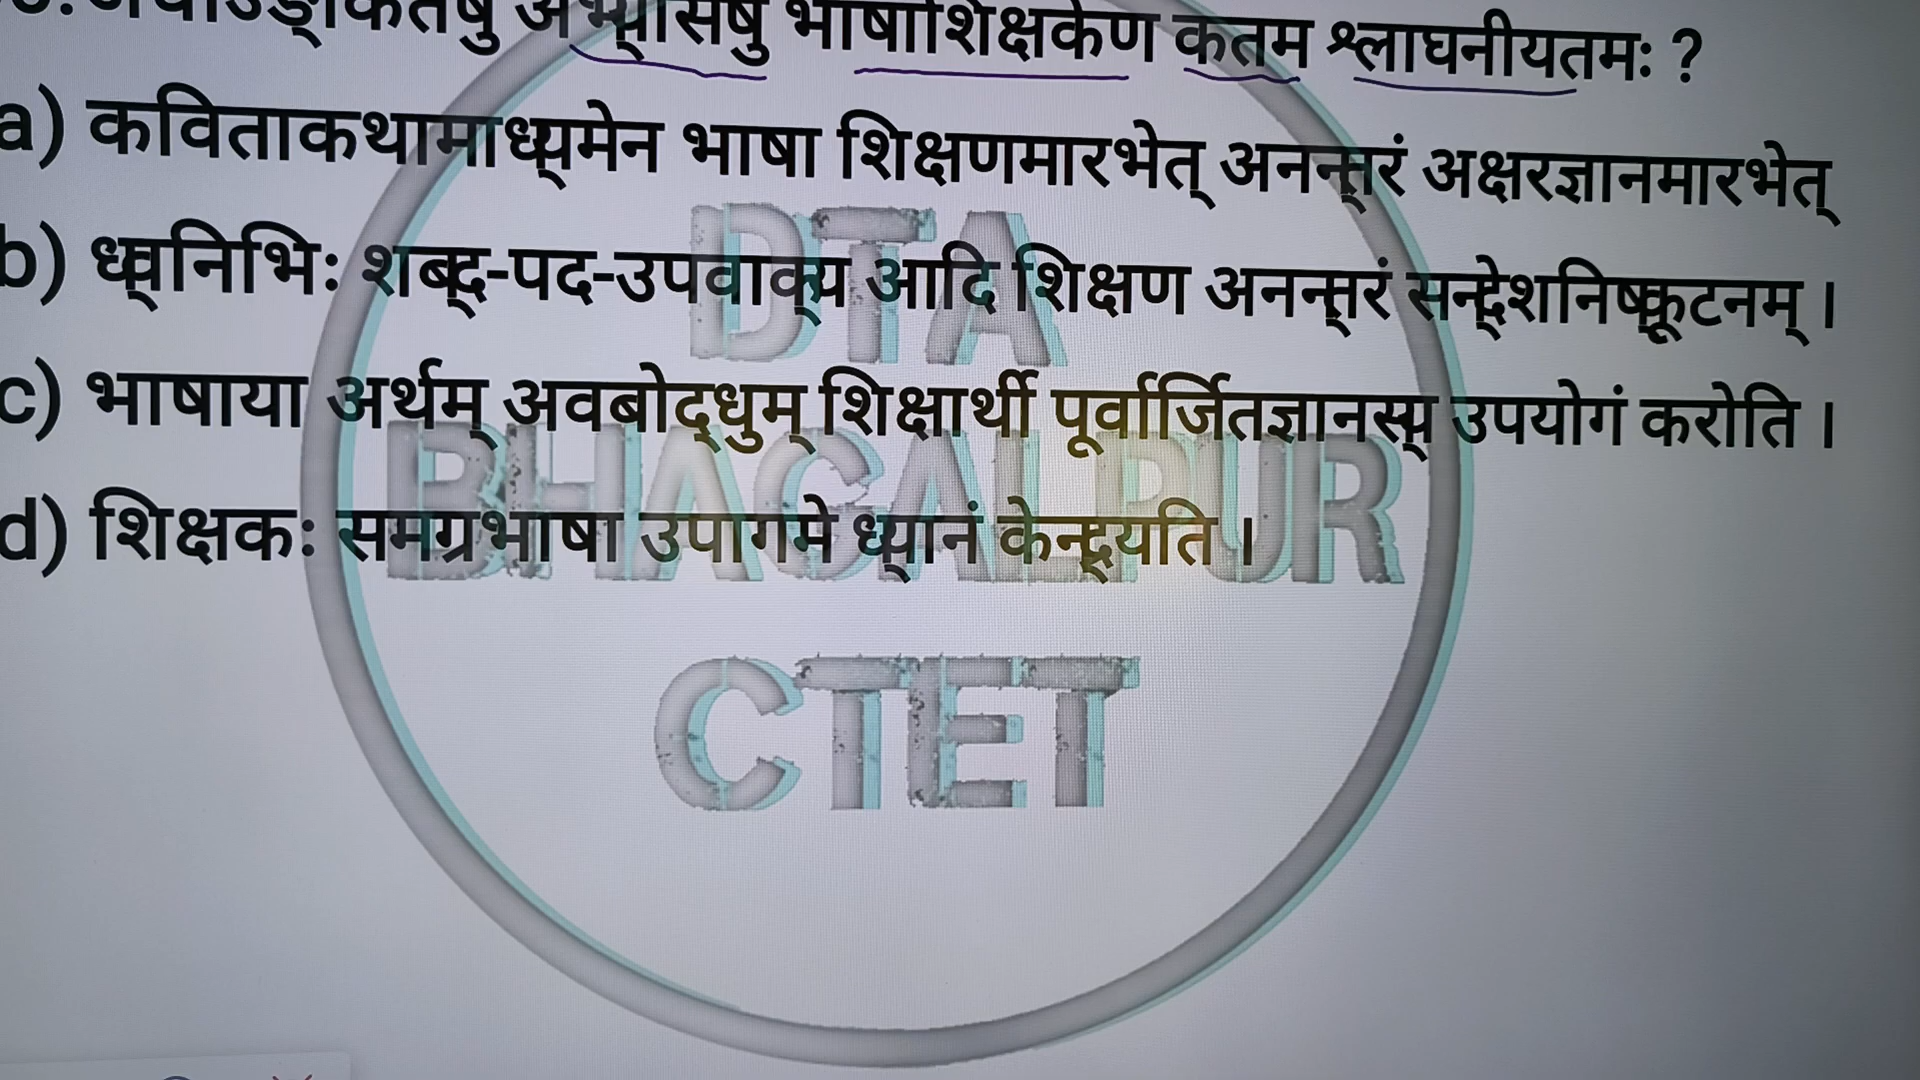 अभ्यासेषु भाषाशिक्षकेण कतम श्लाघनीयतमः ?
a) कविताकथामाध्यमेन भाषा शिक्षणमारभेत् अनन्तरं अक्षरज्ञानमारभेत्
b) ध्वनिभिः शब्द-पद-उपवाक्य आदि शिक्षण अनन्तरं सन्देशनिष्कूटनम् ।
c) भाषाया अर्थम् अवबोद्धुम् शिक्षार्थी पूर्वार्जितज्ञानस्य उपयोगं करोति ।
d) शिक्षकः समग्रभाषा उपागमे ध्यानं केन्द्रयति ।
DTA
BHAGALPUR
CTET